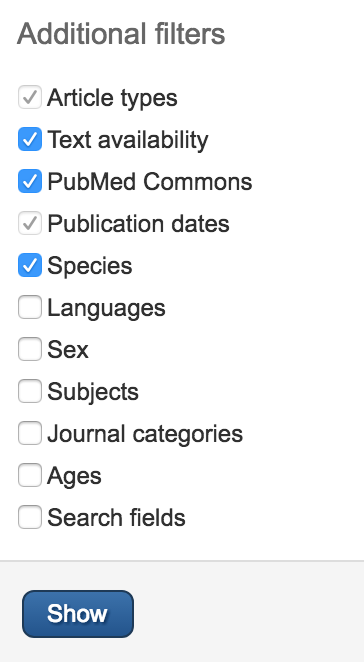 Additional filters
Article types
Text availability
PubMed Commons
Publication dates
Species
Languages
Sex
Subjects
Journal categories
Ages
Search fields
Show